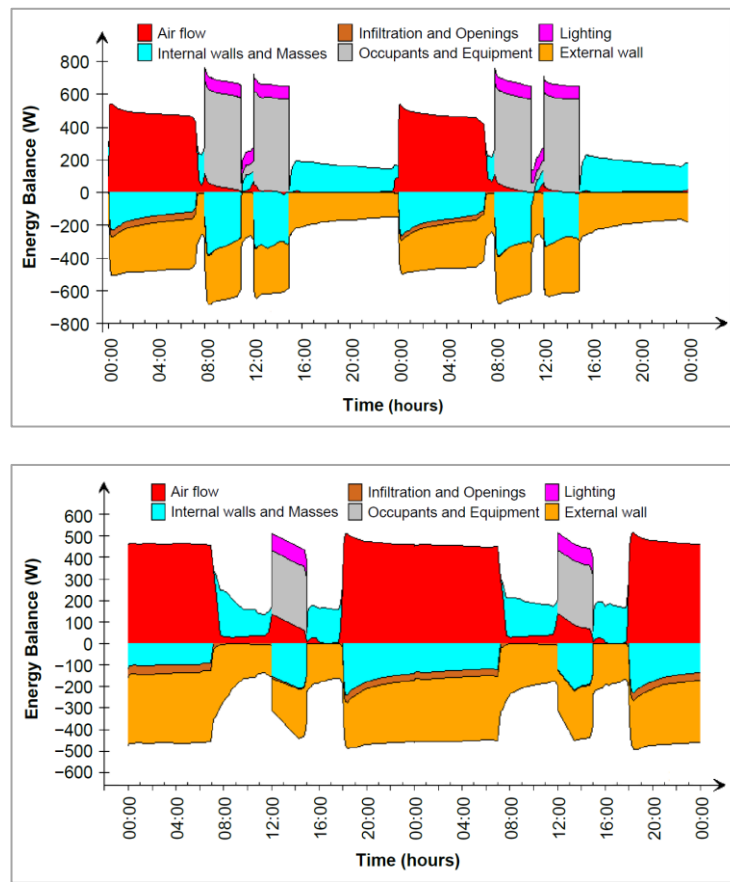 Air flow Infiltration and Openings Lighting
Internal walls and Masses Occupants and Equipment External wall
Energy Balance (W)
800
600
400
200
0
−200
−400
−600
−800
00:00 04:00 08:00 12:00 16:00 20:00 00:00 04:00 08:00 12:00 16:00 20:00 00:00
Time (hours)
Air flow Infiltration and Openings Lighting
Internal walls and Masses Occupants and Equipment External wall
Energy Balance (W)
600
500
400
300
200
100
0
−100
−200
−300
−400
−500
−600
00:00 04:00 08:00 12:00 16:00 20:00 00:00 04:00 08:00 12:00 16:00 20:00 00:00
Time (hours)